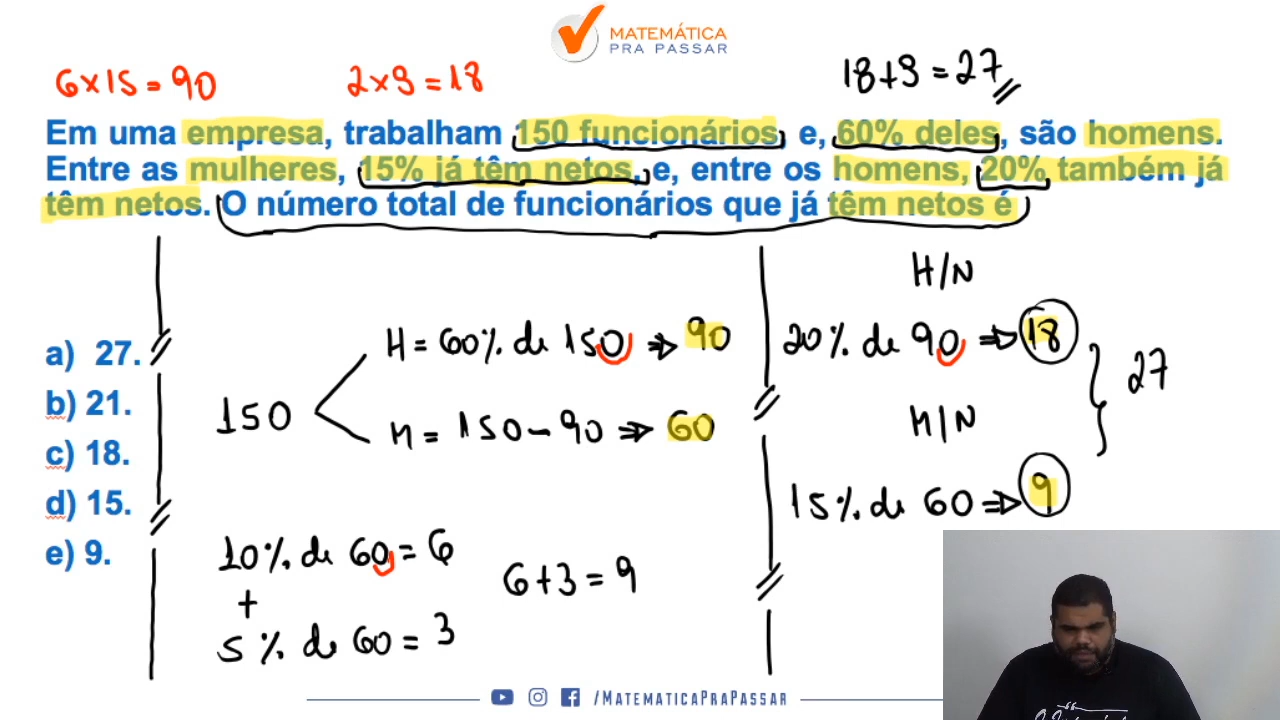 MATEMÁTICA
PRA PASSAR
6x15=90
2x9=18
18+9=27
Em uma empresa, trabalham 150 funcionários e, 60% deles, são homens.
Entre as mulheres, 15% já têm netos, e, entre os homens, 20% também já
têm netos. O número total de funcionários que já têm netos é
a) 27.
b) 21.
c) 18.
d) 15.
e) 9.
150
H = 60% de 150 ⇒ 90
M = 150 - 90 ⇒ 60
10% de 60 = 6
+
5% de 60 = 3
6+3 = 9
H/N
20% de 90 ⇒ 18
M/N
15% de 60 ⇒ 9
27
/MATEMATICAPRAPASSAR